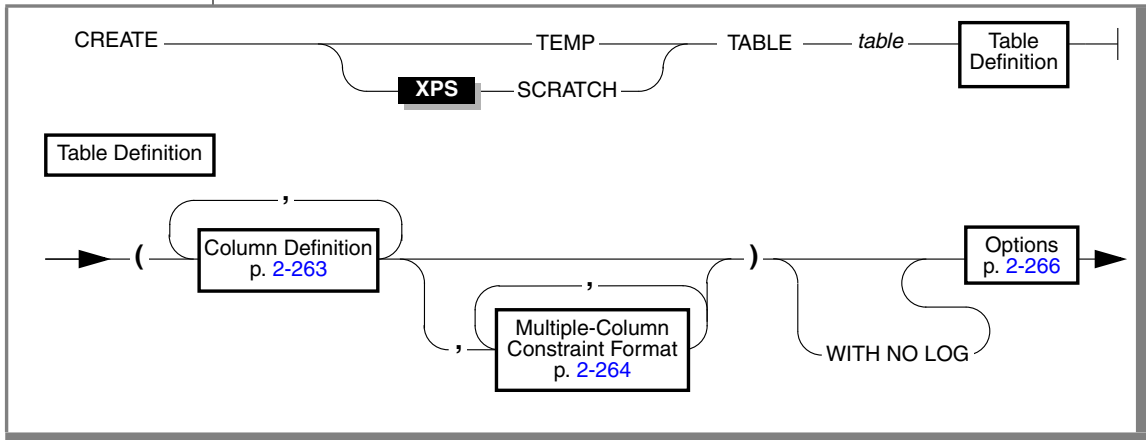 CREATE TEMP TABLE table Table Definition
XPS SCRATCH
Table Definition
,
( Column Definition p. 2-263 ) Options p. 2-266
,
, Multiple-Column Constraint Format p. 2-264
WITH NO LOG